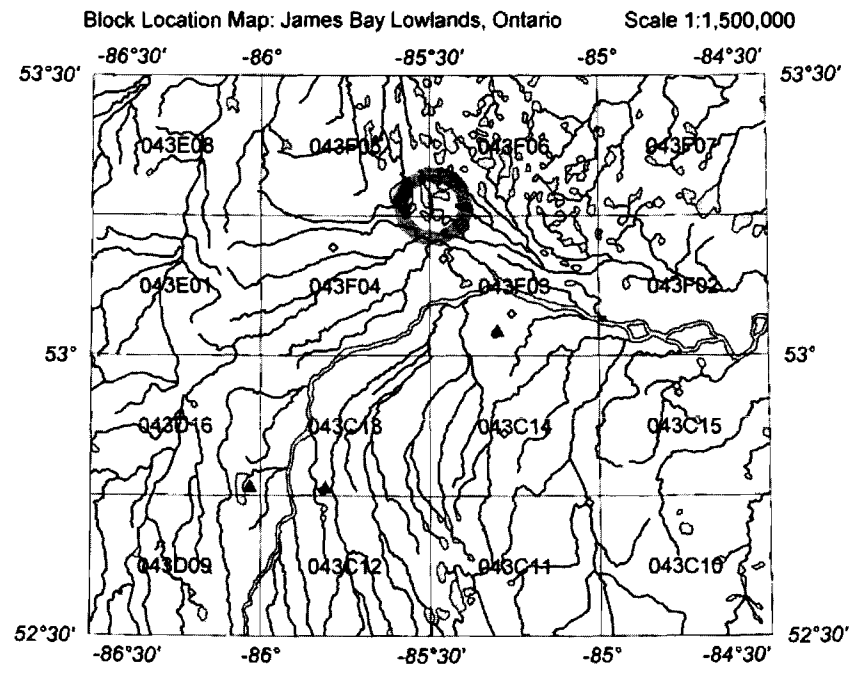 Block Location Map: James Bay Lowlands, Ontario Scale 1:1,500,000
-86°30' -86° -85°30' -85° -84°30'
53°30' 53°30'
043E08 043F05 043F06 043F07
043E01 043F04 043F03 043F02
53° 53°
043D16 043C13 043C14 043C15
043D09 043C12 043C11 043C10
52°30' 52°30'
-86°30' -86° -85°30' -85° -84°30'